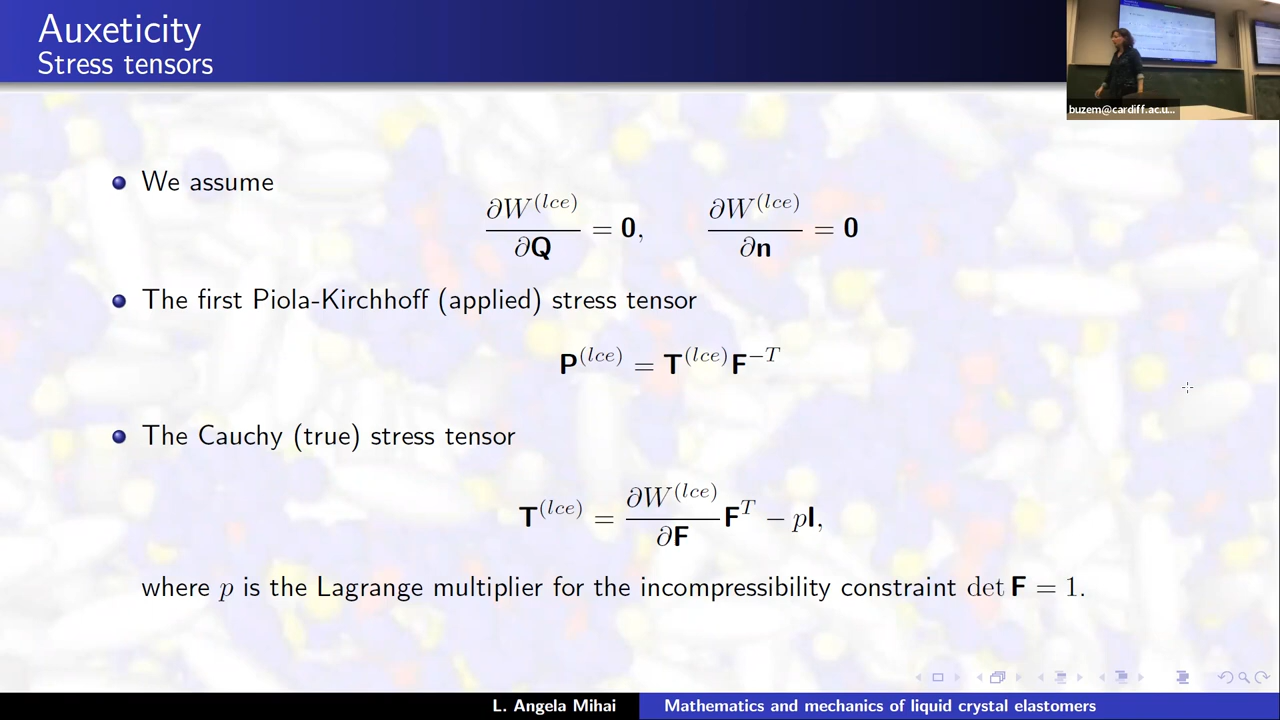 Auxeticity
Stress tensors
buzem@cardiff.ac.u...
We assume
∂W^(lce)/∂Q = 0, ∂W^(lce)/∂n = 0
The first Piola-Kirchhoff (applied) stress tensor
P^(lce) = T^(lce) F^−T
The Cauchy (true) stress tensor
T^(lce) = ∂W^(lce)/∂F F^T − pI,
where p is the Lagrange multiplier for the incompressibility constraint det F = 1.
L. Angela Mihai
Mathematics and mechanics of liquid crystal elastomers